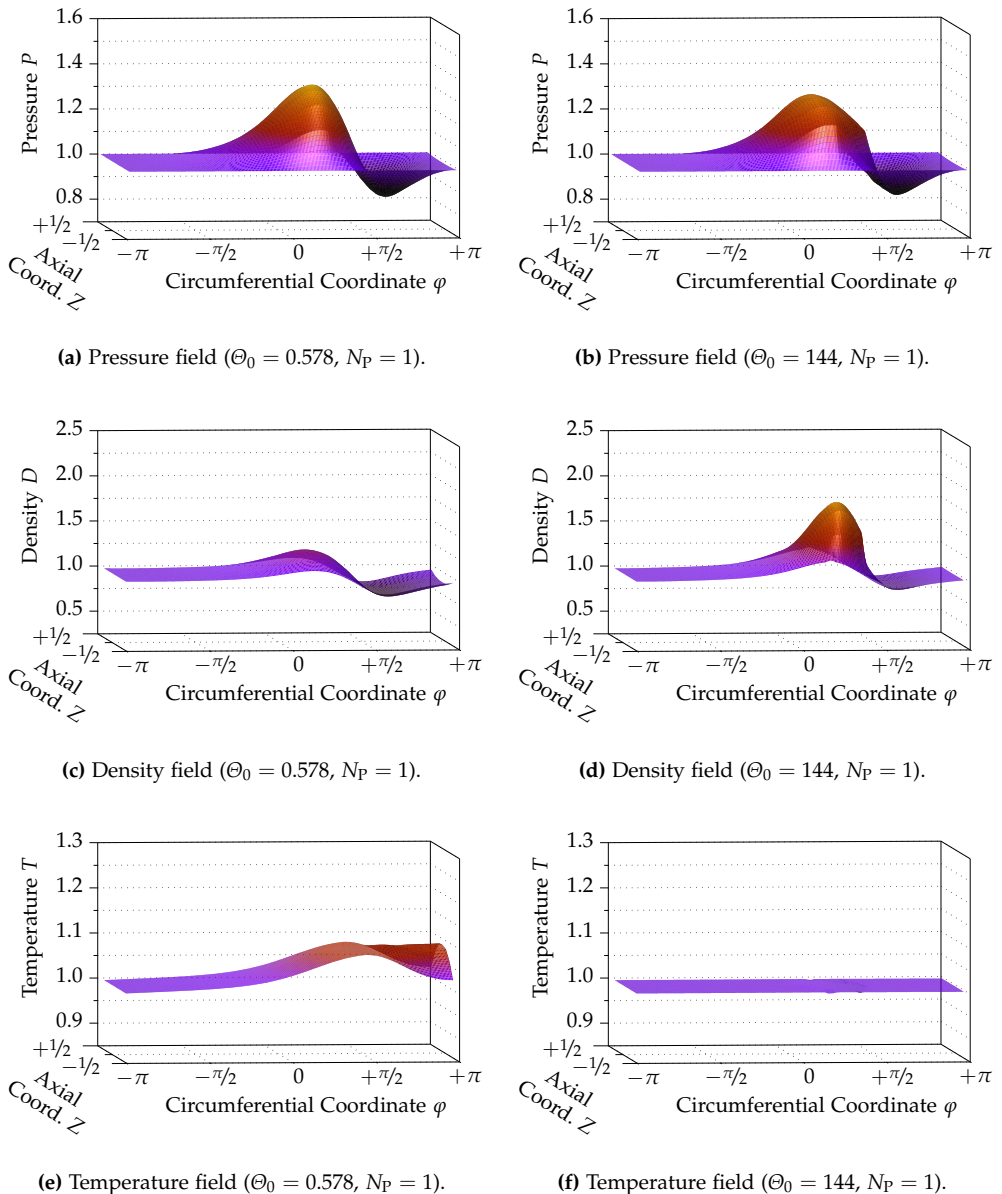 1.6
1.4
1.2
1.0
0.8
Pressure P
+1/2
−1/2
Axial
Coord. Z
−π
−π/2
0
+π/2
+π
Circumferential Coordinate φ
(a) Pressure field (Θ0 = 0.578, NP = 1).
1.6
1.4
1.2
1.0
0.8
Pressure P
+1/2
−1/2
Axial
Coord. Z
−π
−π/2
0
+π/2
+π
Circumferential Coordinate φ
(b) Pressure field (Θ0 = 144, NP = 1).
2.5
2.0
1.5
1.0
0.5
Density D
+1/2
−1/2
Axial
Coord. Z
−π
−π/2
0
+π/2
+π
Circumferential Coordinate φ
(c) Density field (Θ0 = 0.578, NP = 1).
2.5
2.0
1.5
1.0
0.5
Density D
+1/2
−1/2
Axial
Coord. Z
−π
−π/2
0
+π/2
+π
Circumferential Coordinate φ
(d) Density field (Θ0 = 144, NP = 1).
1.3
1.2
1.1
1.0
0.9
Temperature T
+1/2
−1/2
Axial
Coord. Z
−π
−π/2
0
+π/2
+π
Circumferential Coordinate φ
(e) Temperature field (Θ0 = 0.578, NP = 1).
1.3
1.2
1.1
1.0
0.9
Temperature T
+1/2
−1/2
Axial
Coord. Z
−π
−π/2
0
+π/2
+π
Circumferential Coordinate φ
(f) Temperature field (Θ0 = 144, NP = 1).